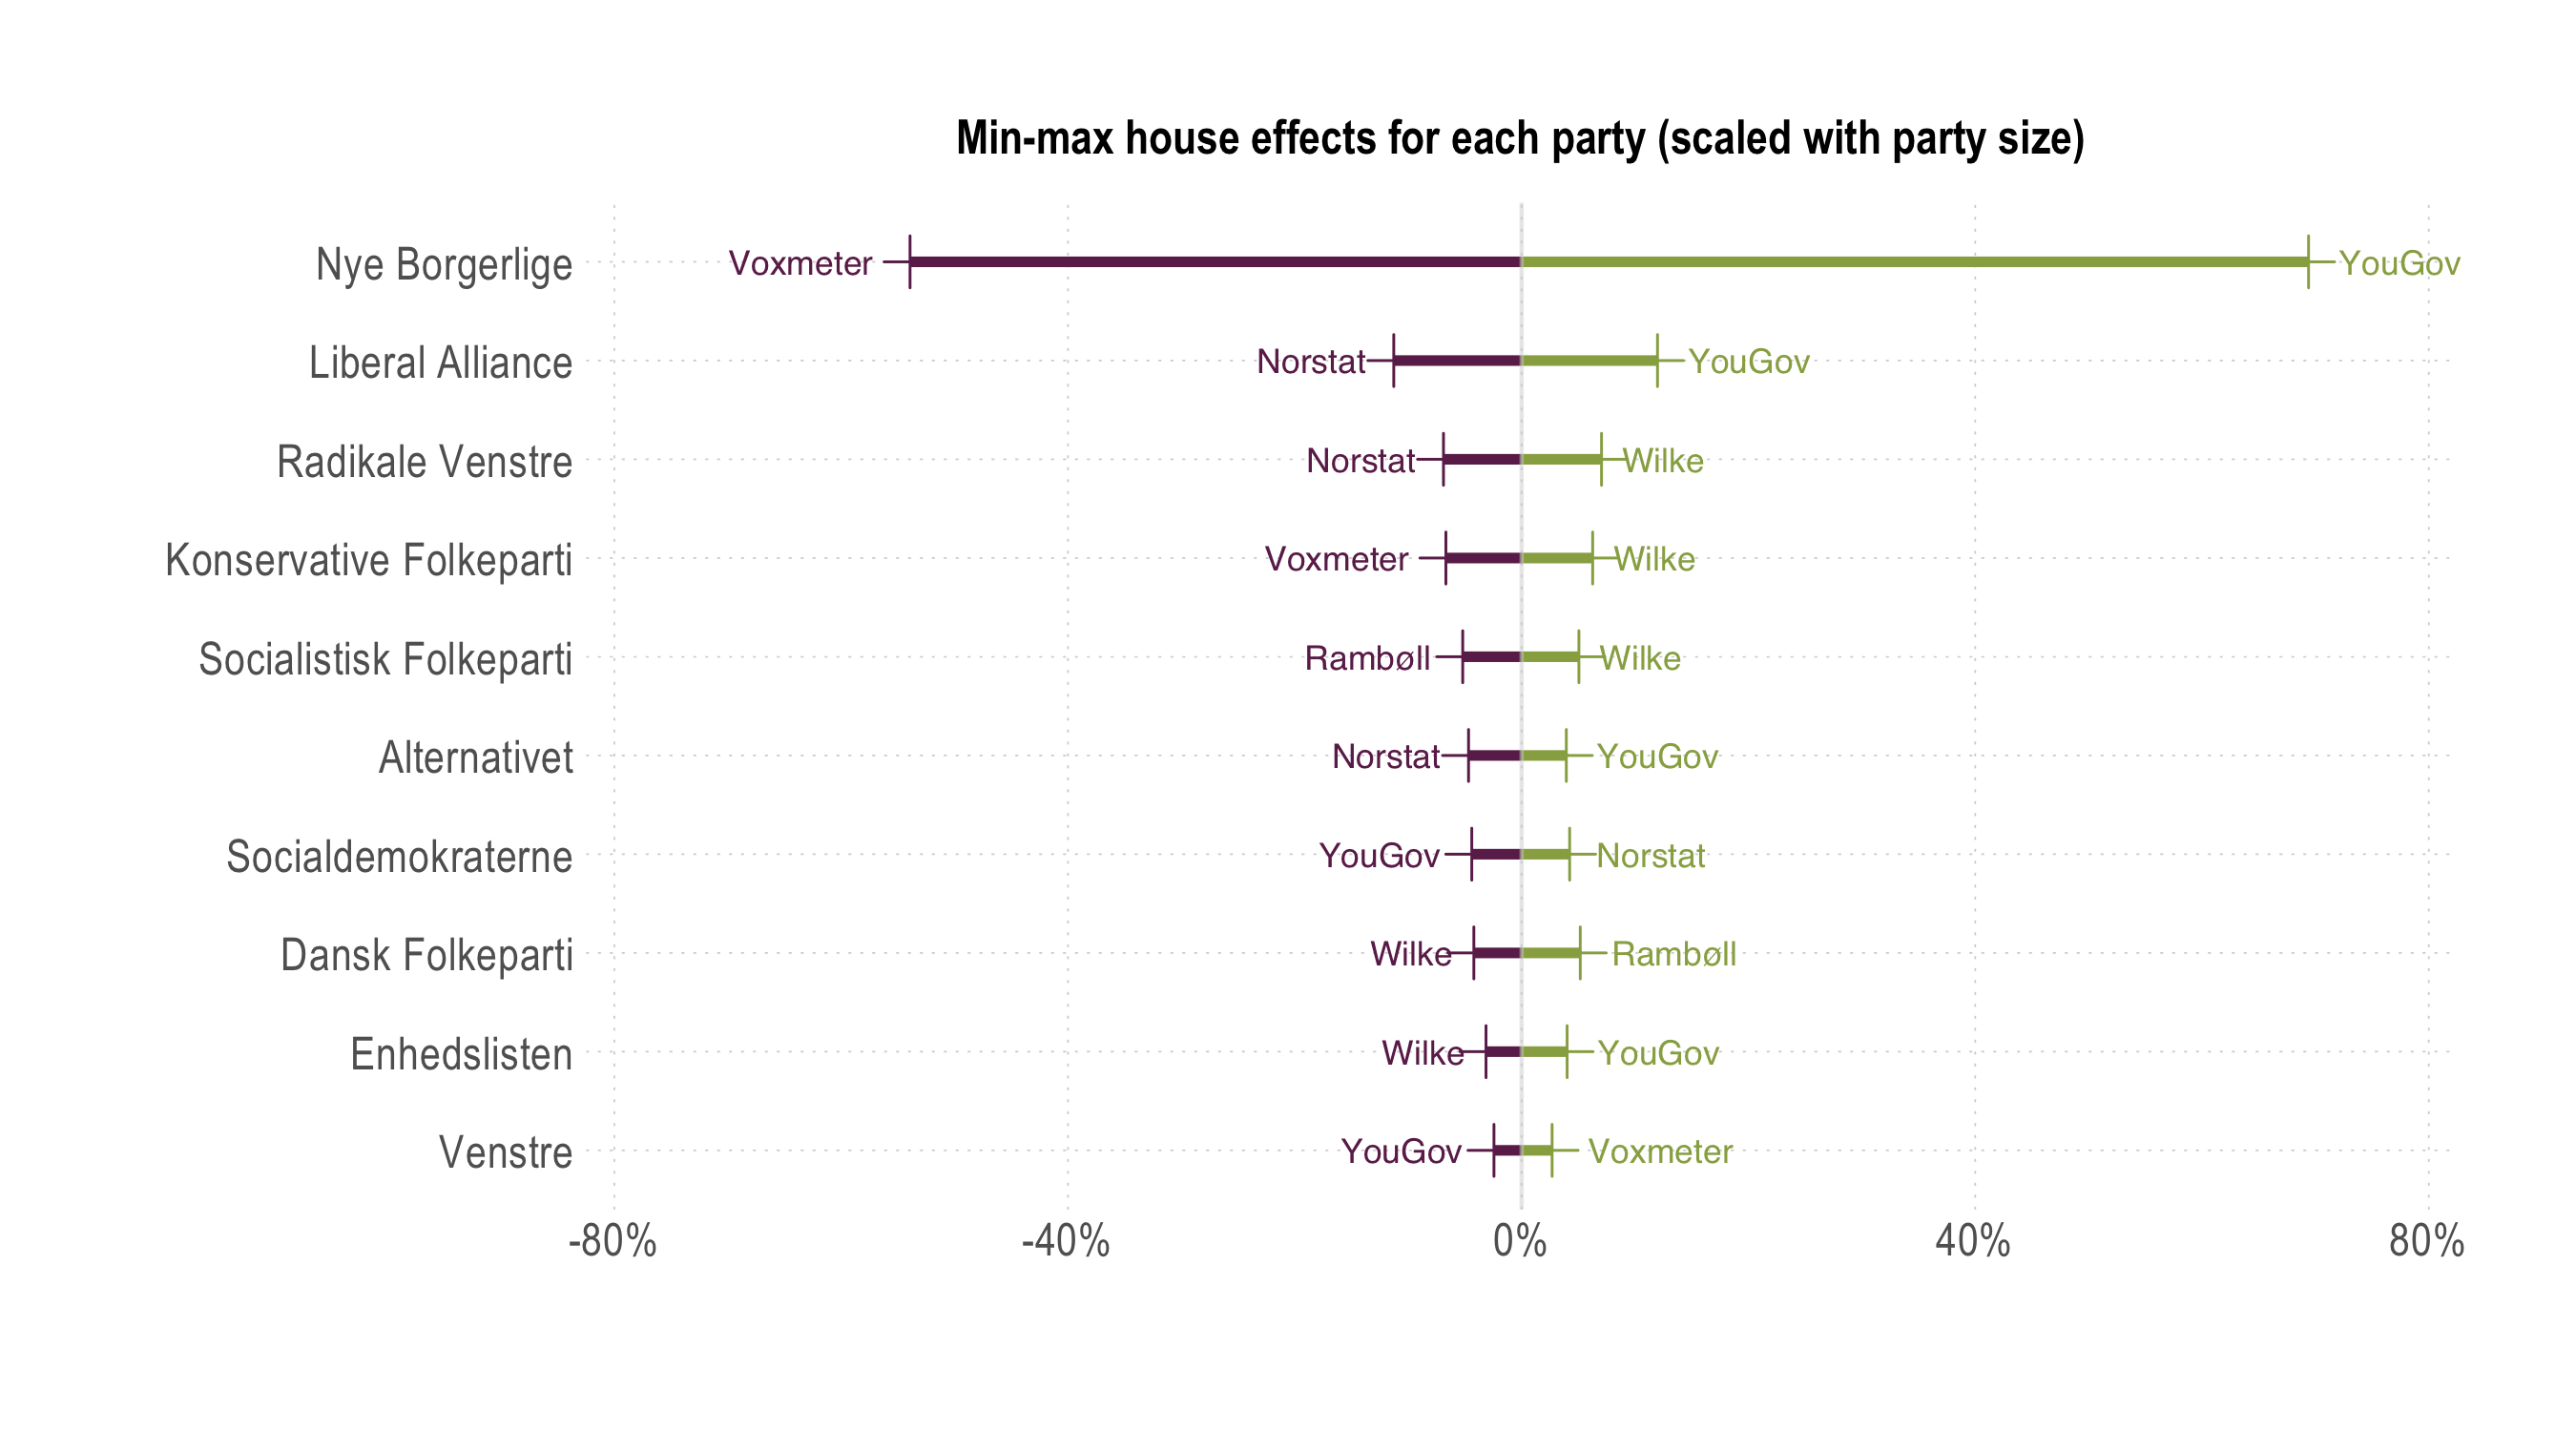 Min-max house effects for each party (scaled with party size)
Nye Borgerlige Voxmeter YouGov
Liberal Alliance Norstat YouGov
Radikale Venstre Norstat Wilke
Konservative Folkeparti Voxmeter Wilke
Socialistisk Folkeparti Rambøll Wilke
Alternativet Norstat YouGov
Socialdemokraterne YouGov Norstat
Dansk Folkeparti Wilke Rambøll
Enhedslisten Wilke YouGov
Venstre YouGov Voxmeter
-80% -40% 0% 40% 80%